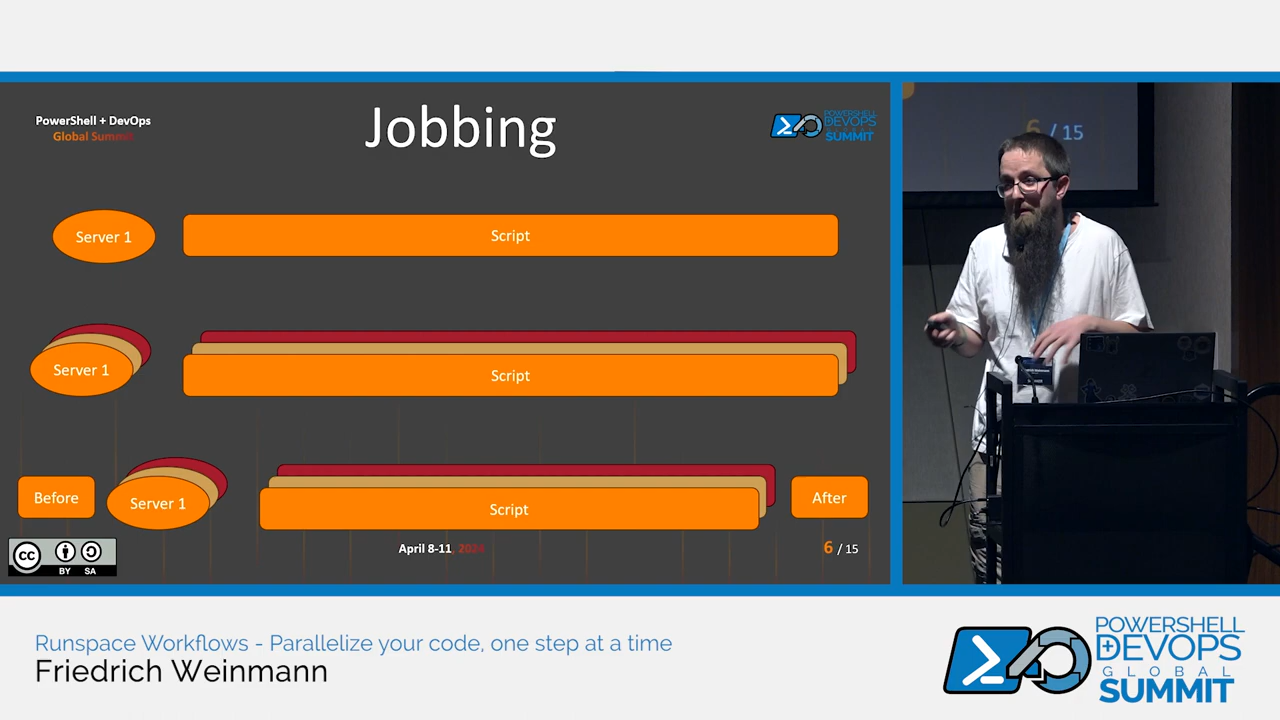 PowerShell + DevOps
Global Summit
Jobbing
POWERSHELL
DEVOPS
GLOBAL
SUMMIT
6 / 15
Server 1
Script
Server 1
Script
Before
Server 1
Script
After
cc
BY SA
April 8-11, 2024
6 / 15
Runspace Workflows - Parallelize your code, one step at a time
Friedrich Weinmann
POWERSHELL
DEVOPS
GLOBAL
SUMMIT